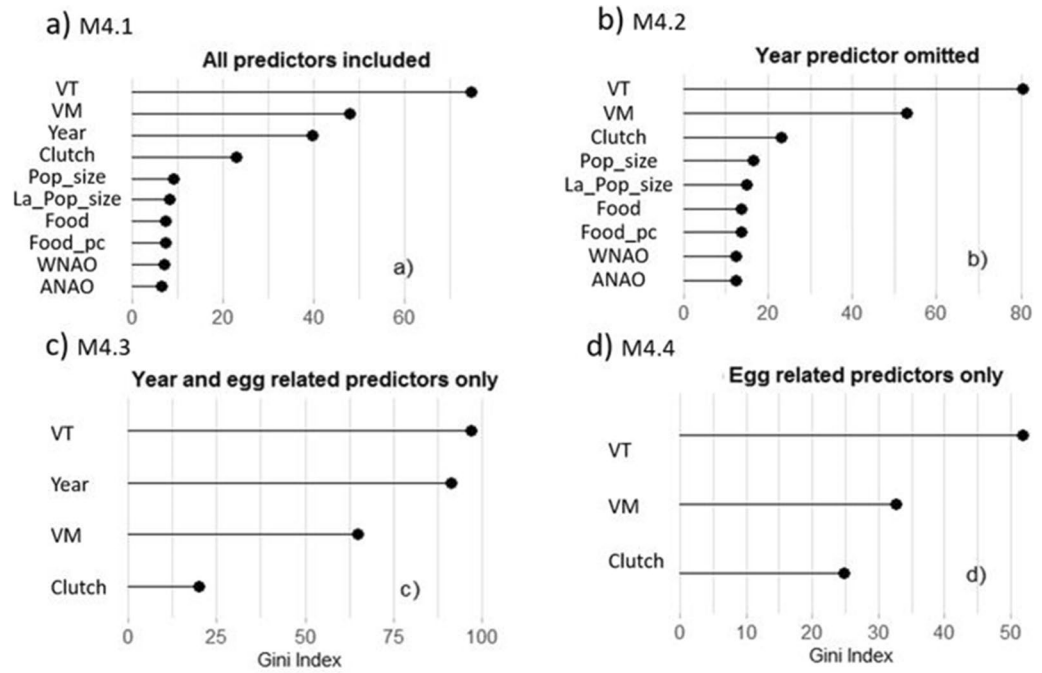 a) M4.1
All predictors included
VT
VM
Year
Clutch
Pop_size
La_Pop_size
Food
Food_pc
WNAO
ANAO
a)
0 20 40 60
b) M4.2
Year predictor omitted
VT
VM
Clutch
Pop_size
La_Pop_size
Food
Food_pc
WNAO
ANAO
b)
0 20 40 60 80
c) M4.3
Year and egg related predictors only
VT
Year
VM
Clutch
c)
0 25 50 75 100
Gini Index
d) M4.4
Egg related predictors only
VT
VM
Clutch
d)
0 10 20 30 40 50
Gini Index